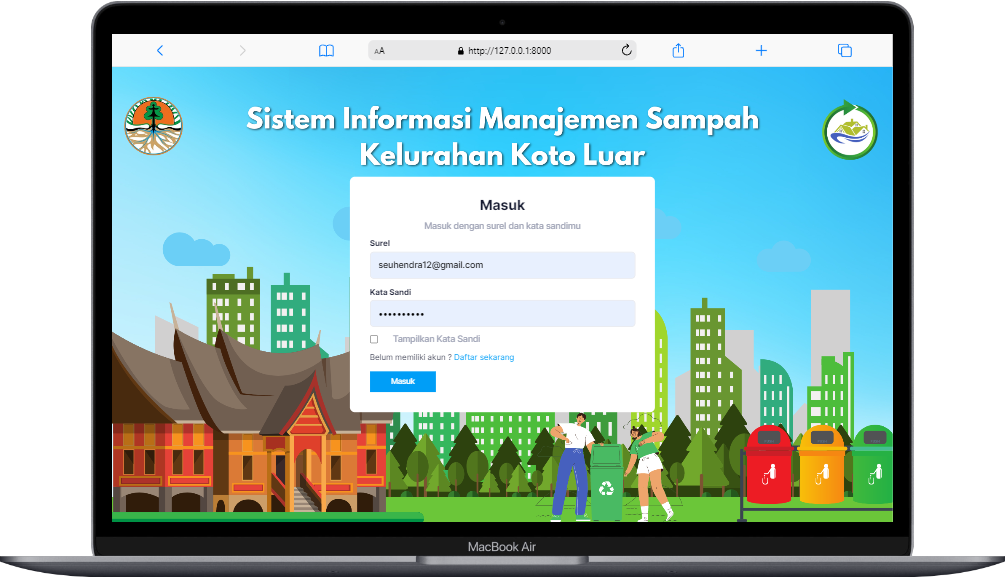 AA
http://127.0.0.1:8000
Sistem Informasi Manajemen Sampah
Kelurahan Koto Luar
Masuk
Masuk dengan surel dan kata sandimu
Surel
seuhendra12@gmail.com
Kata Sandi
••••••••••
Tampilkan Kata Sandi
Belum memiliki akun ? Daftar sekarang
Masuk
MacBook Air